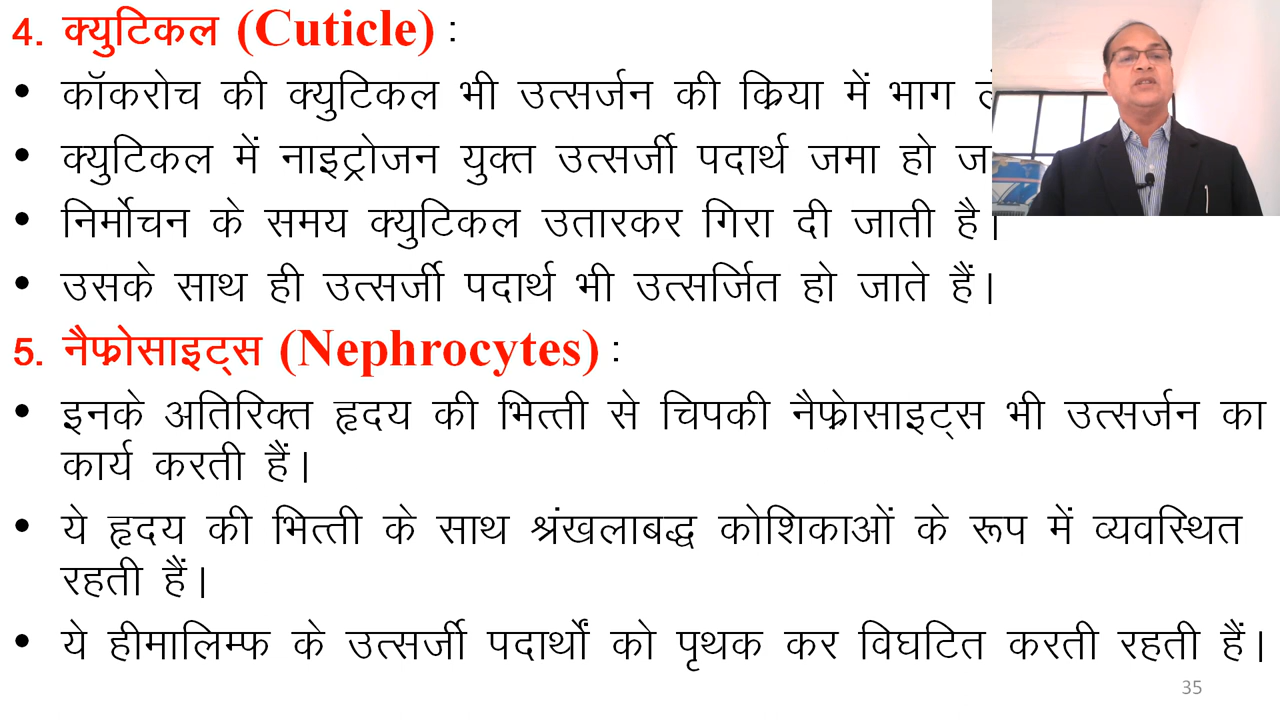 4. क्युटिकल (Cuticle) :
• कॉकरोच की क्युटिकल भी उत्सर्जन की क्रिया में भाग
• क्युटिकल में नाइट्रोजन युक्त उत्सर्जी पदार्थ जमा हो
• निर्मोचन के समय क्युटिकल उतारकर गिरा दी जाती है।
• उसके साथ ही उत्सर्जी पदार्थ भी उत्सर्जित हो जाते हैं।
5. नैफ्रोसाइट्स (Nephrocytes) :
• इनके अतिरिक्त हृदय की भित्ती से चिपकी नैफ्रोसाइट्स भी उत्सर्जन का
कार्य करती हैं।
• ये हृदय की भित्ती के साथ श्रंखलाबद्ध कोशिकाओं के रूप में व्यवस्थित
रहती हैं।
• ये हीमालिम्फ के उत्सर्जी पदार्थों को पृथक कर विघटित करती रहती हैं।
35